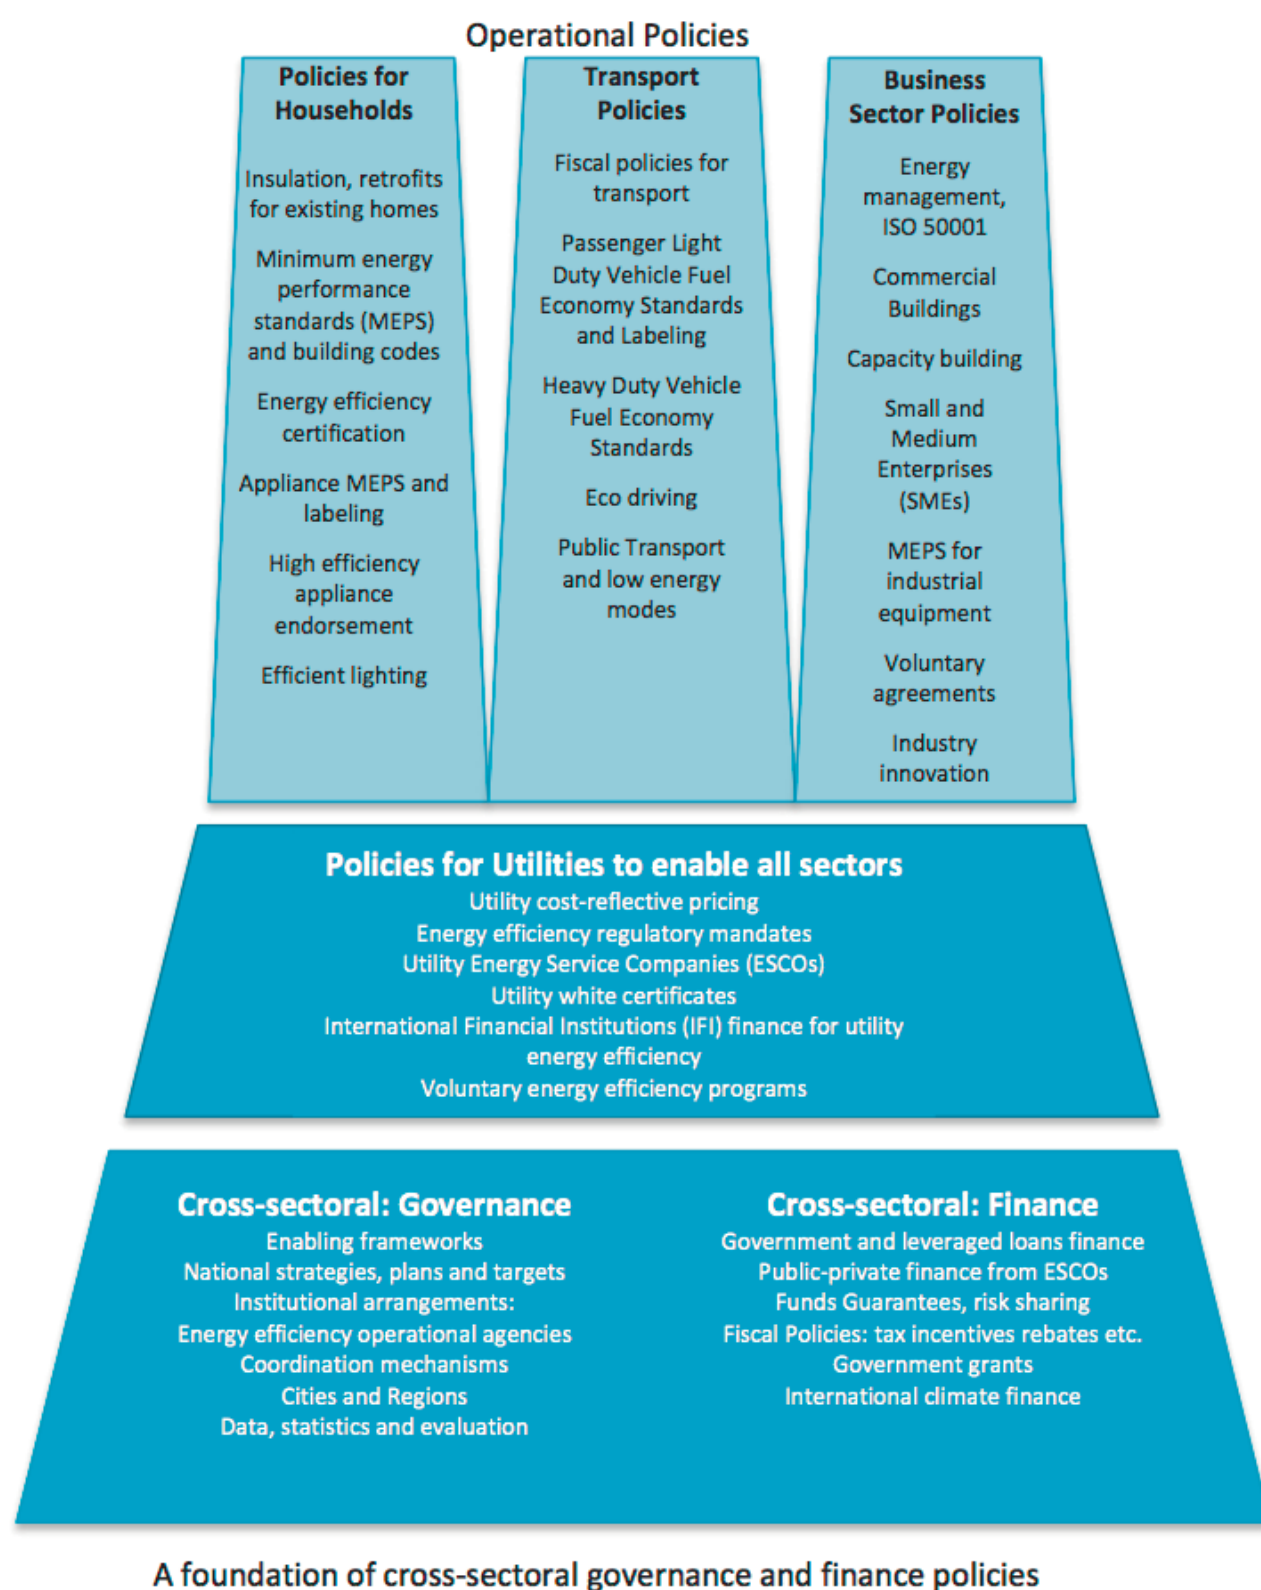 Operational Policies
Policies for
Households
Insulation, retrofits
for existing homes
Minimum energy
performance
standards (MEPS)
and building codes
Energy efficiency
certification
Appliance MEPS and
labeling
High efficiency
appliance
endorsement
Efficient lighting
Transport
Policies
Fiscal policies for
transport
Passenger Light
Duty Vehicle Fuel
Economy Standards
and Labeling
Heavy Duty Vehicle
Fuel Economy
Standards
Eco driving
Public Transport
and low energy
modes
Business
Sector Policies
Energy
management,
ISO 50001
Commercial
Buildings
Capacity building
Small and
Medium
Enterprises
(SMEs)
MEPS for
industrial
equipment
Voluntary
agreements
Industry
innovation
Policies for Utilities to enable all sectors
Utility cost-reflective pricing
Energy efficiency regulatory mandates
Utility Energy Service Companies (ESCOs)
Utility white certificates
International Financial Institutions (IFI) finance for utility
energy efficiency
Voluntary energy efficiency programs
Cross-sectoral: Governance
Enabling frameworks
National strategies, plans and targets
Institutional arrangements:
Energy efficiency operational agencies
Coordination mechanisms
Cities and Regions
Data, statistics and evaluation
Cross-sectoral: Finance
Government and leveraged loans finance
Public-private finance from ESCOs
Funds Guarantees, risk sharing
Fiscal Policies: tax incentives rebates etc.
Government grants
International climate finance
A foundation of cross-sectoral governance and finance policies